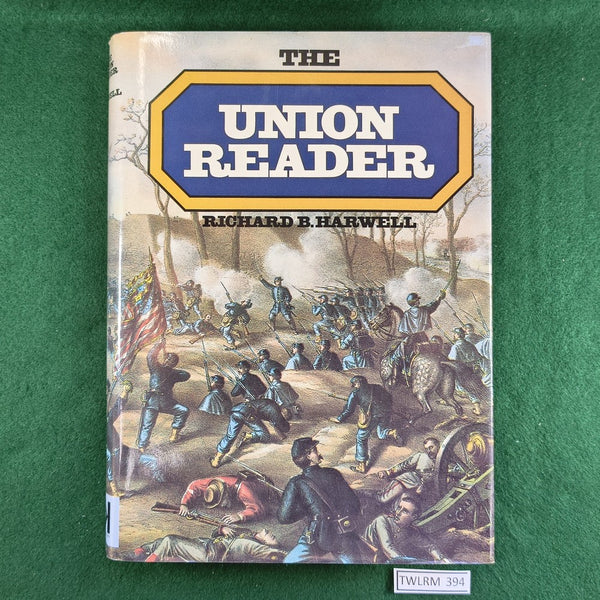 THE
UNION
READER
RICHARD B. HARWELL
TWLRM 394